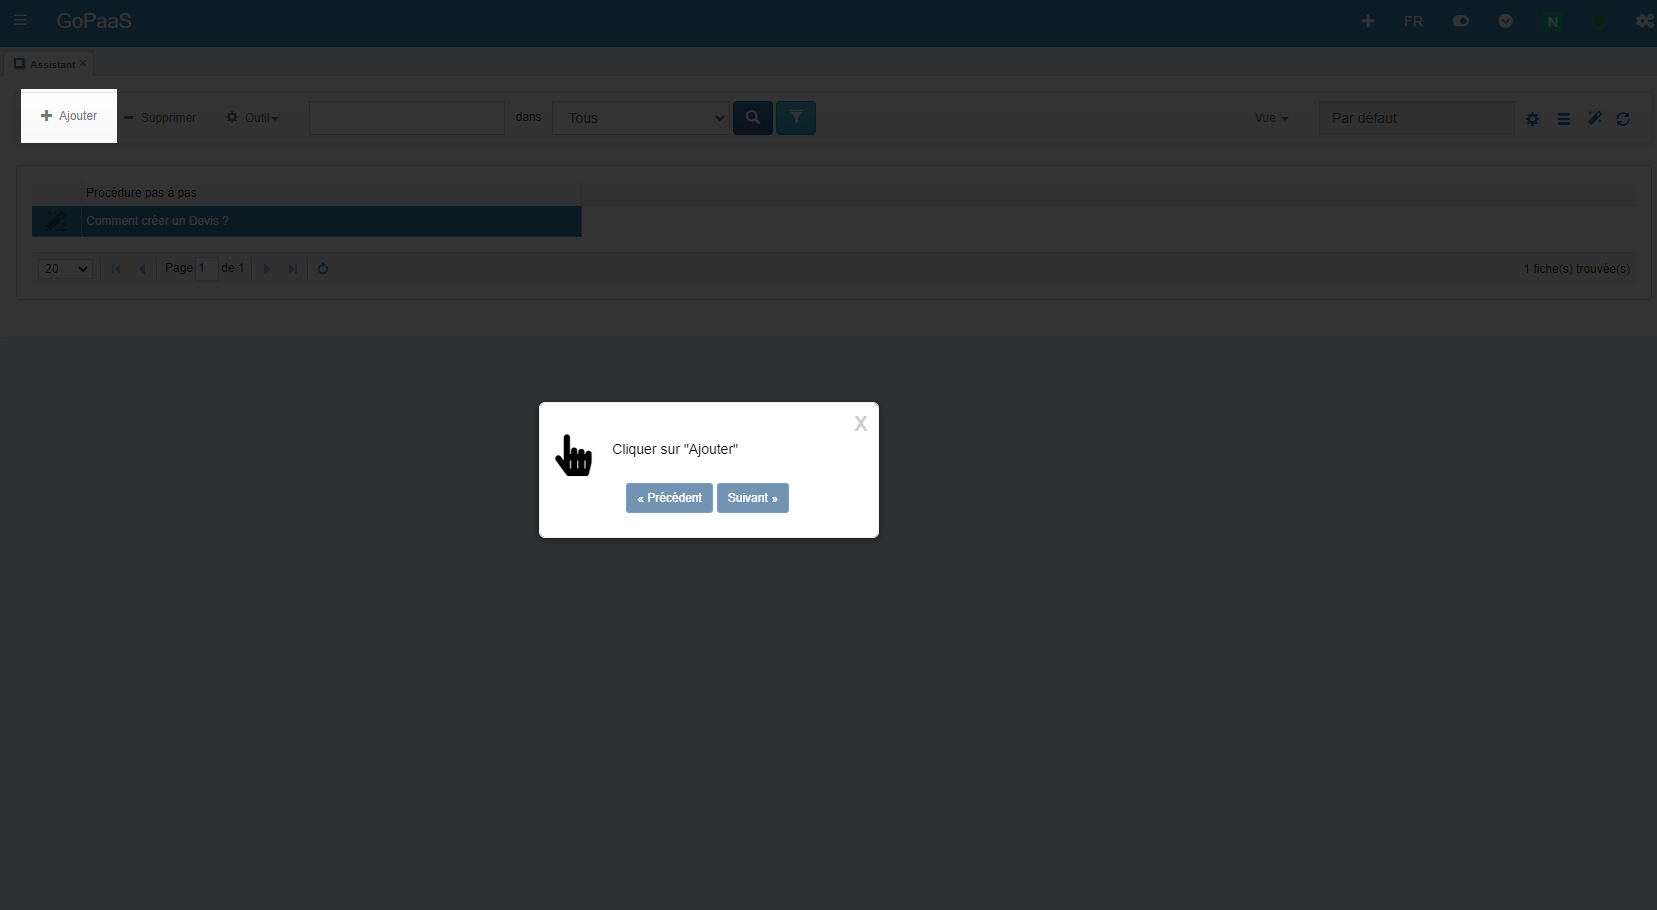 GoPaaS
FR
N
Assistant ×
Ajouter
Supprimer
Outil
dans
Tous
Vue
Par défaut
Procédure pas à pas
Comment créer un Devis ?
20
Page 1 de 1
1 fiche(s) trouvée(s)
X
Cliquer sur "Ajouter"
« Précédent
Suivant »